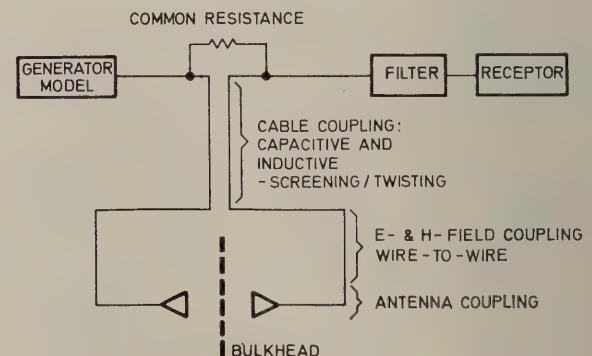 COMMON RESISTANCE
GENERATOR
MODEL
FILTER
RECEPTOR
CABLE COUPLING:
CAPACITIVE AND
INDUCTIVE
- SCREENING / TWISTING
E- & H- FIELD COUPLING
WIRE - TO - WIRE
ANTENNA COUPLING
BULKHEAD